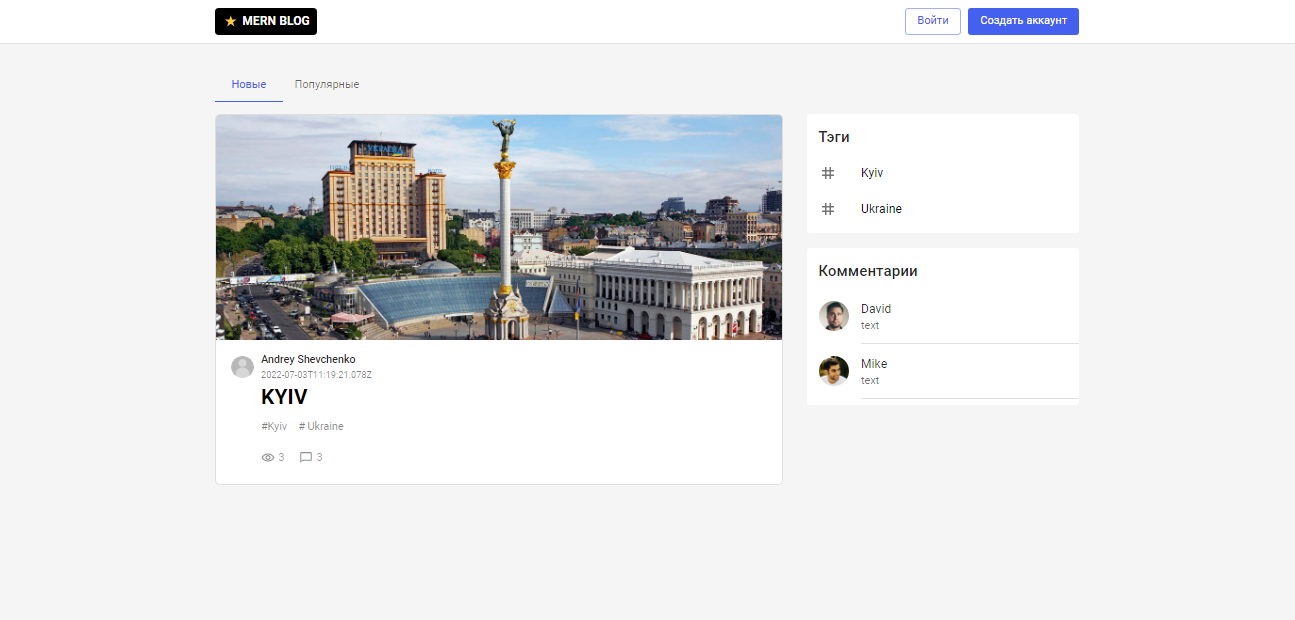 ★ MERN BLOG
Войти
Создать аккаунт
Новые
Популярные
УКРАЇНА
Andrey Shevchenko
2022-07-03T11:19:21.078Z
KYIV
#Kyiv # Ukraine
3 3
Тэги
# Kyiv
# Ukraine
Комментарии
David
text
Mike
text